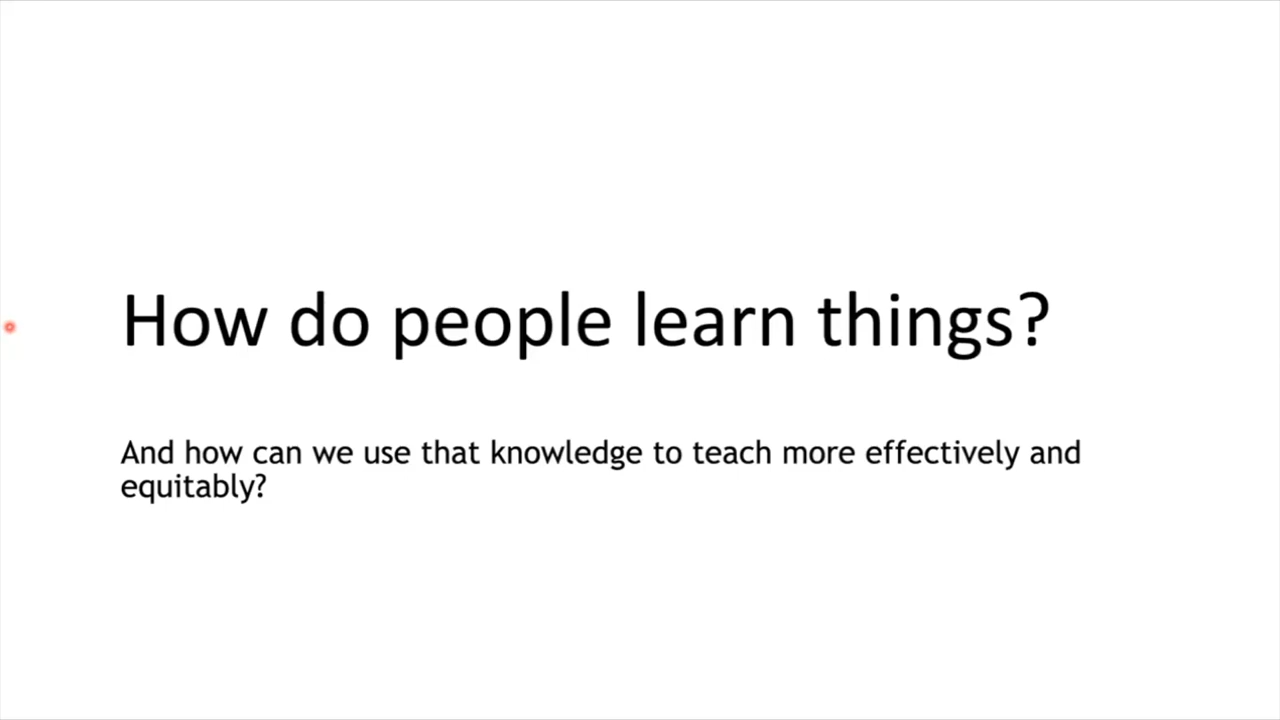 How do people learn things?
And how can we use that knowledge to teach more effectively and
equitably?